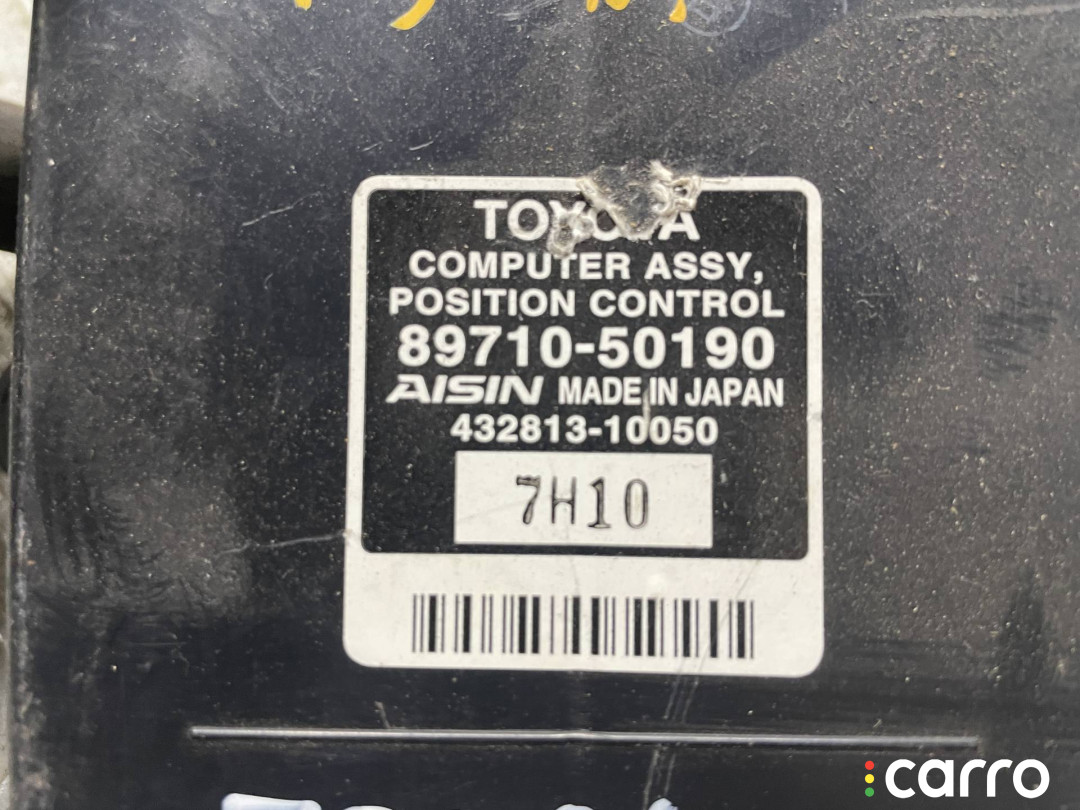 TOYOTA
COMPUTER ASSY,
POSITION CONTROL
89710-50190
AISIN MADE IN JAPAN
432813-10050
7H10
carro